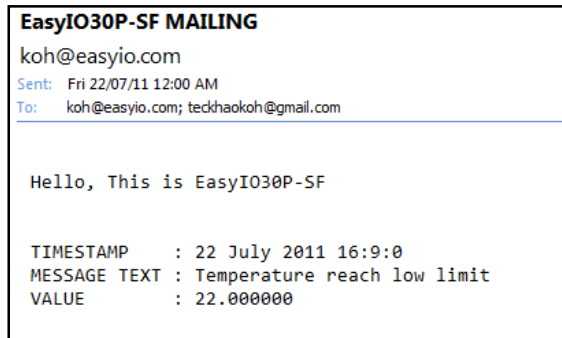 EasyIO30P-SF MAILING
koh@easyio.com
Sent: Fri 22/07/11 12:00 AM
To: koh@easyio.com; teckhaokoh@gmail.com
Hello, This is EasyIO30P-SF
TIMESTAMP : 22 July 2011 16:9:0
MESSAGE TEXT : Temperature reach low limit
VALUE : 22.000000